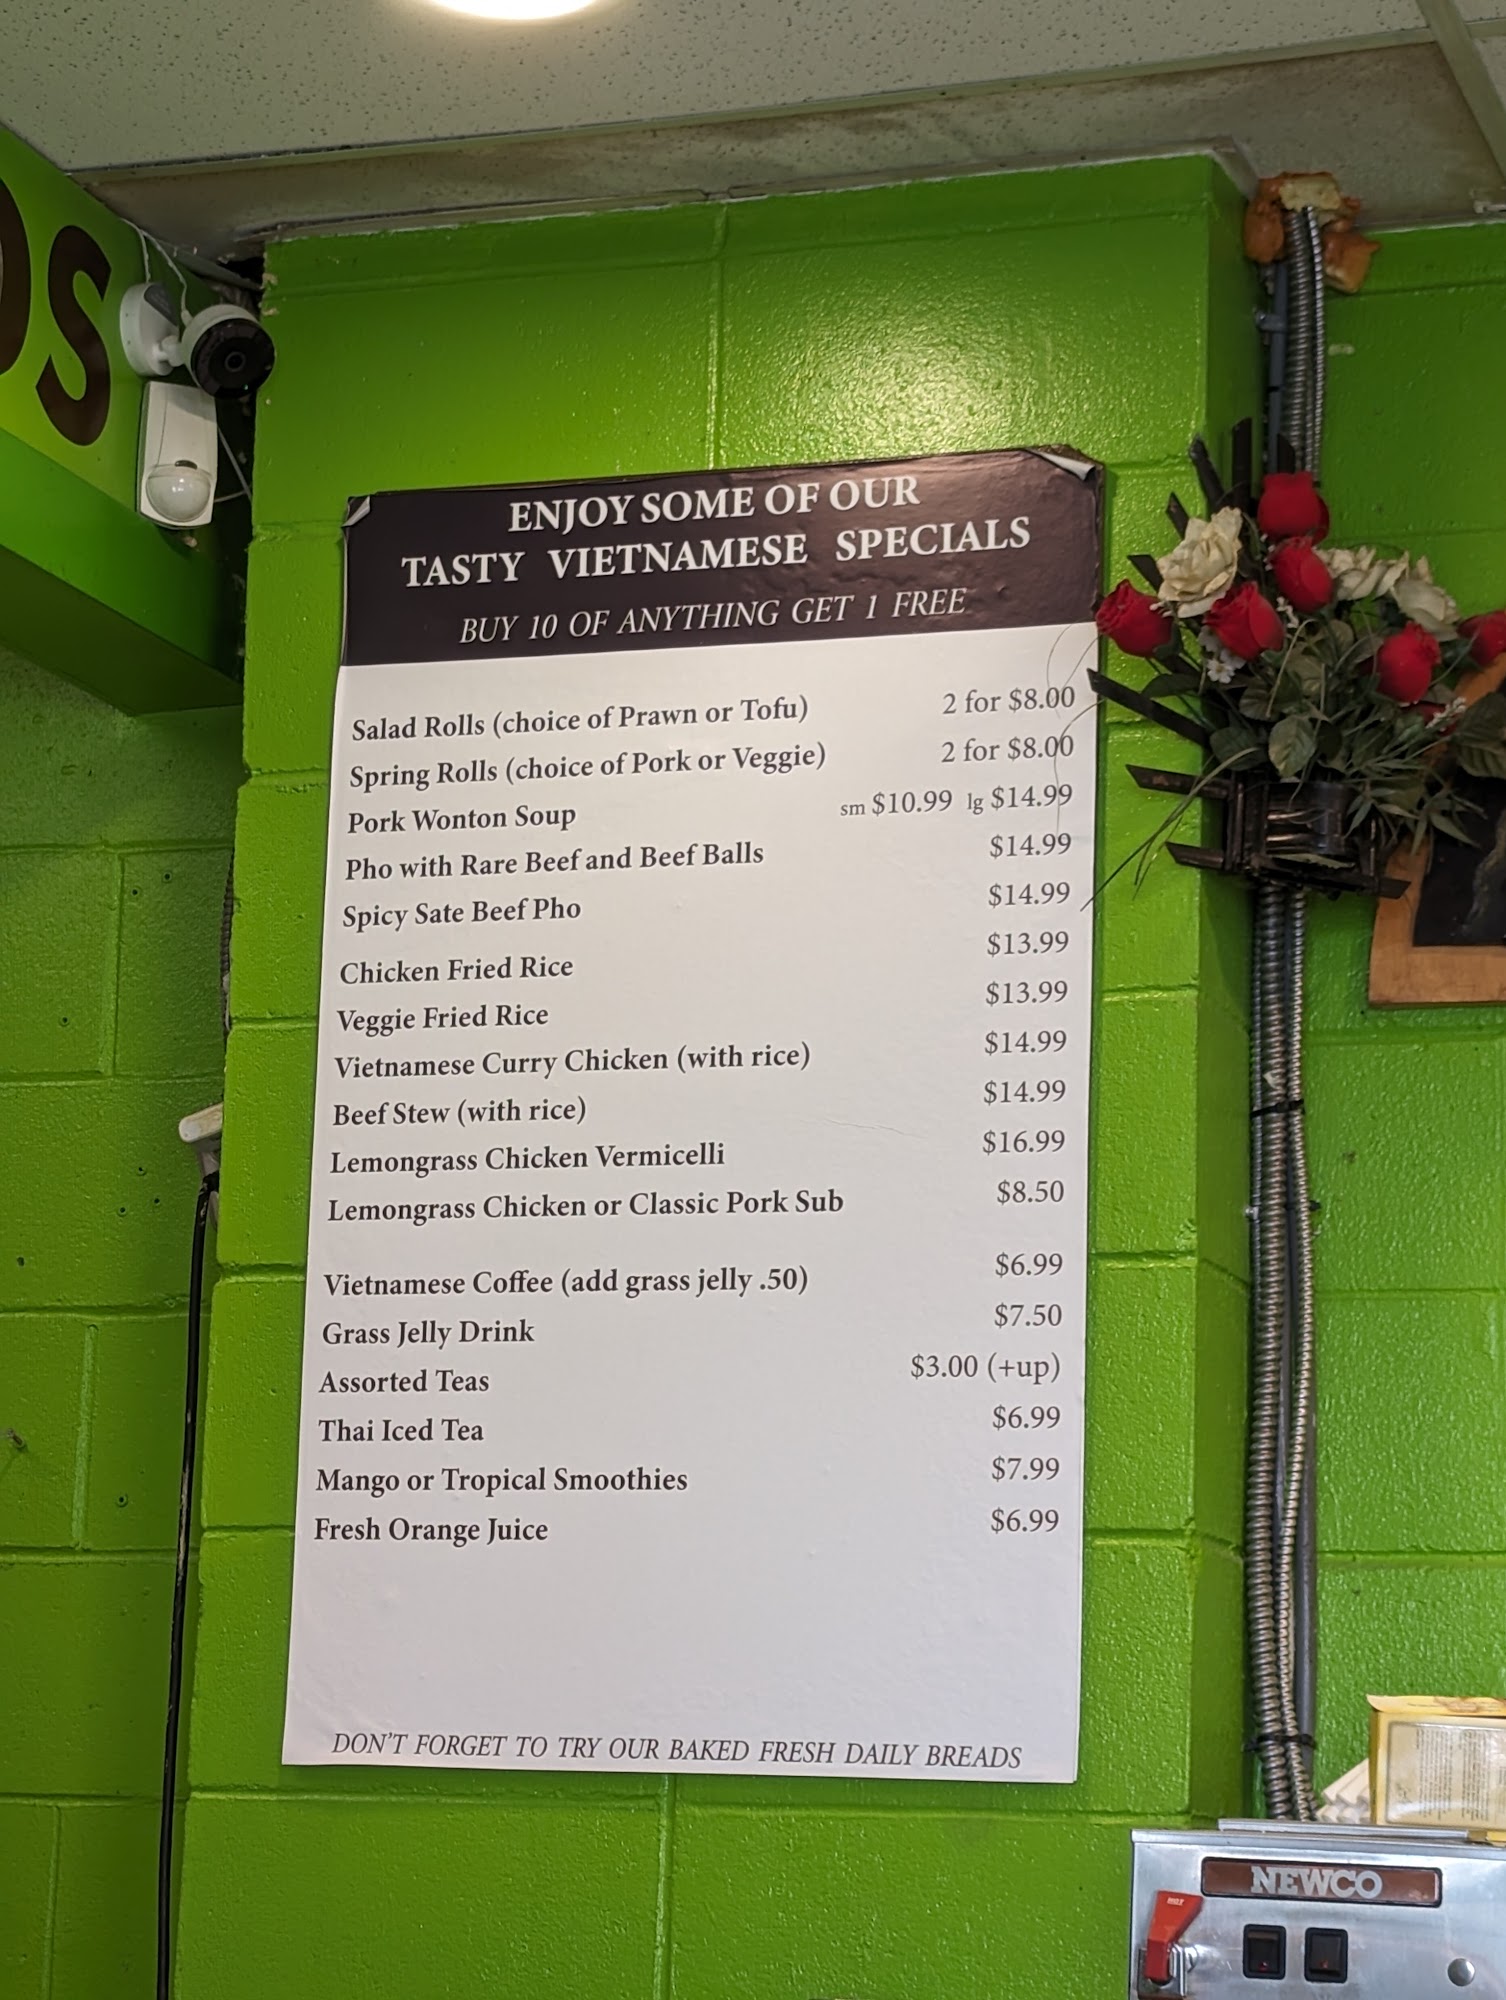 OS
ENJOY SOME OF OUR
TASTY VIETNAMESE SPECIALS
BUY 10 OF ANYTHING GET 1 FREE
Salad Rolls (choice of Prawn or Tofu) 2 for $8.00
Spring Rolls (choice of Pork or Veggie) 2 for $8.00
Pork Wonton Soup sm $10.99 lg $14.99
Pho with Rare Beef and Beef Balls $14.99
Spicy Sate Beef Pho $14.99
Chicken Fried Rice $13.99
Veggie Fried Rice $13.99
Vietnamese Curry Chicken (with rice) $14.99
Beef Stew (with rice) $14.99
Lemongrass Chicken Vermicelli $16.99
Lemongrass Chicken or Classic Pork Sub $8.50
Vietnamese Coffee (add grass jelly .50) $6.99
Grass Jelly Drink $7.50
Assorted Teas $3.00 (+up)
Thai Iced Tea $6.99
Mango or Tropical Smoothies $7.99
Fresh Orange Juice $6.99
DON'T FORGET TO TRY OUR BAKED FRESH DAILY BREADS
NEWCO
HOT